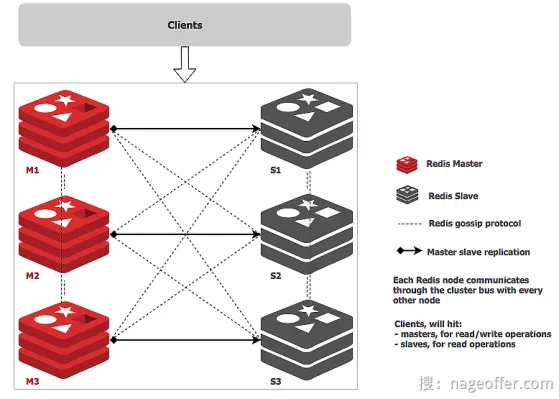 Clients
M1
S1
M2
S2
M3
S3
Redis Master
Redis Slave
Redis gossip protocol
Master slave replication
Each Redis node communicates
through the cluster bus with every
other node
Clients, will hit:
- masters, for read/write operations
- slaves, for read operations
搜：nageoffer.com